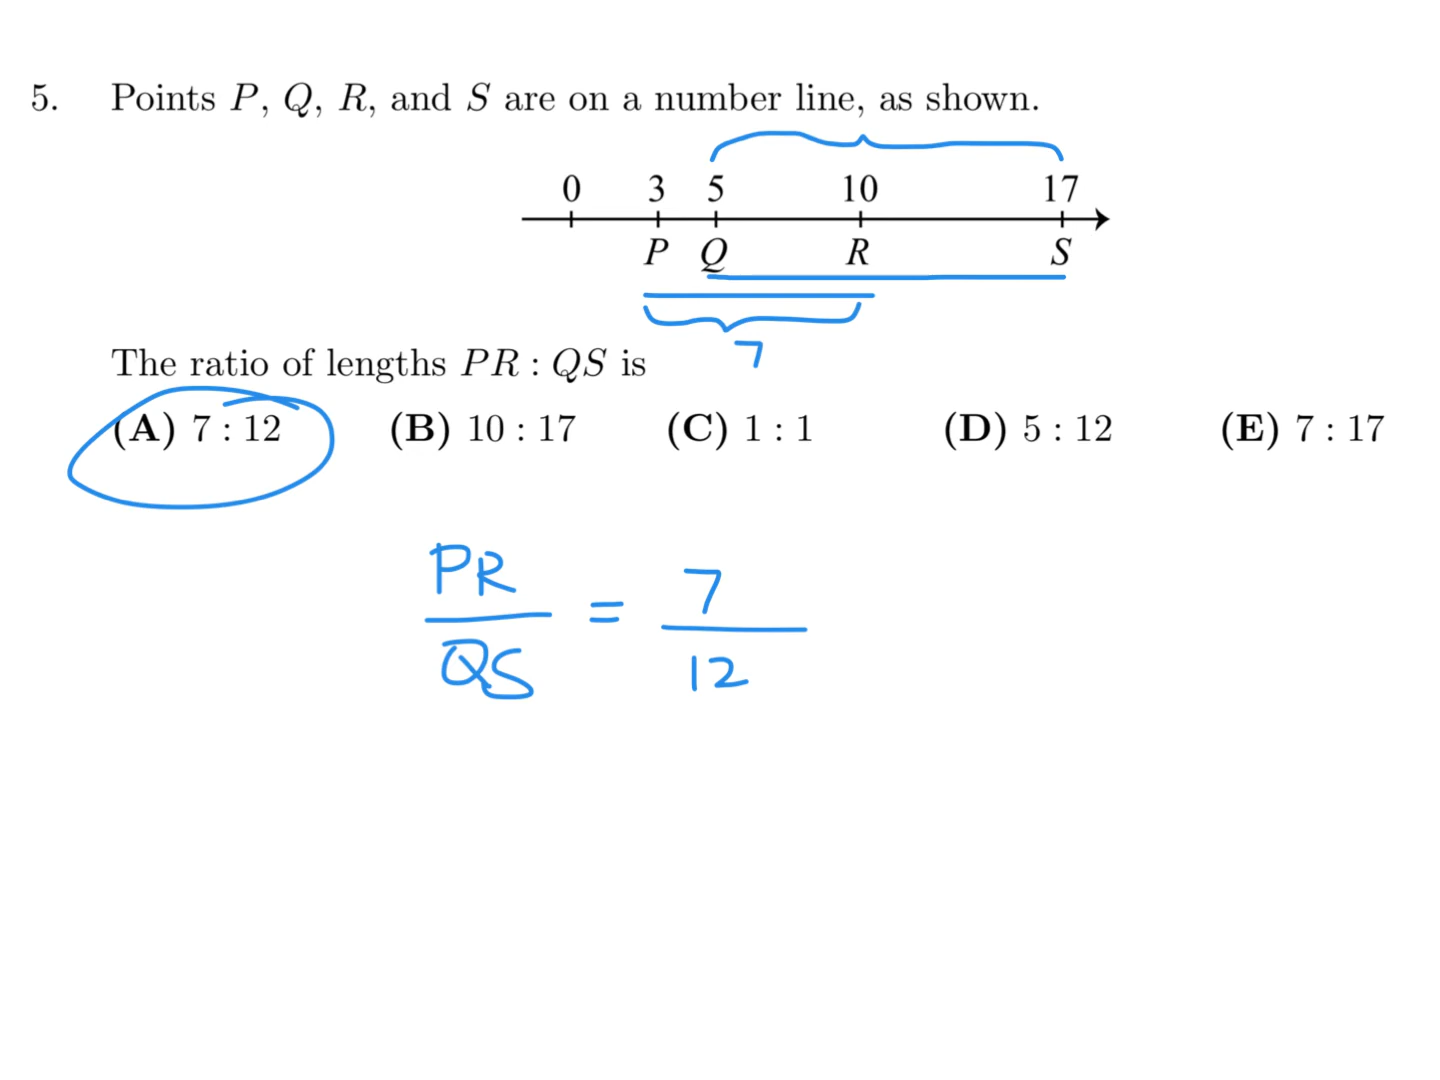 5. Points P, Q, R, and S are on a number line, as shown.
0 3 5 10 17
P Q R S
7
The ratio of lengths PR : QS is
(A) 7 : 12 (B) 10 : 17 (C) 1 : 1 (D) 5 : 12 (E) 7 : 17
PR
QS
=
7
12